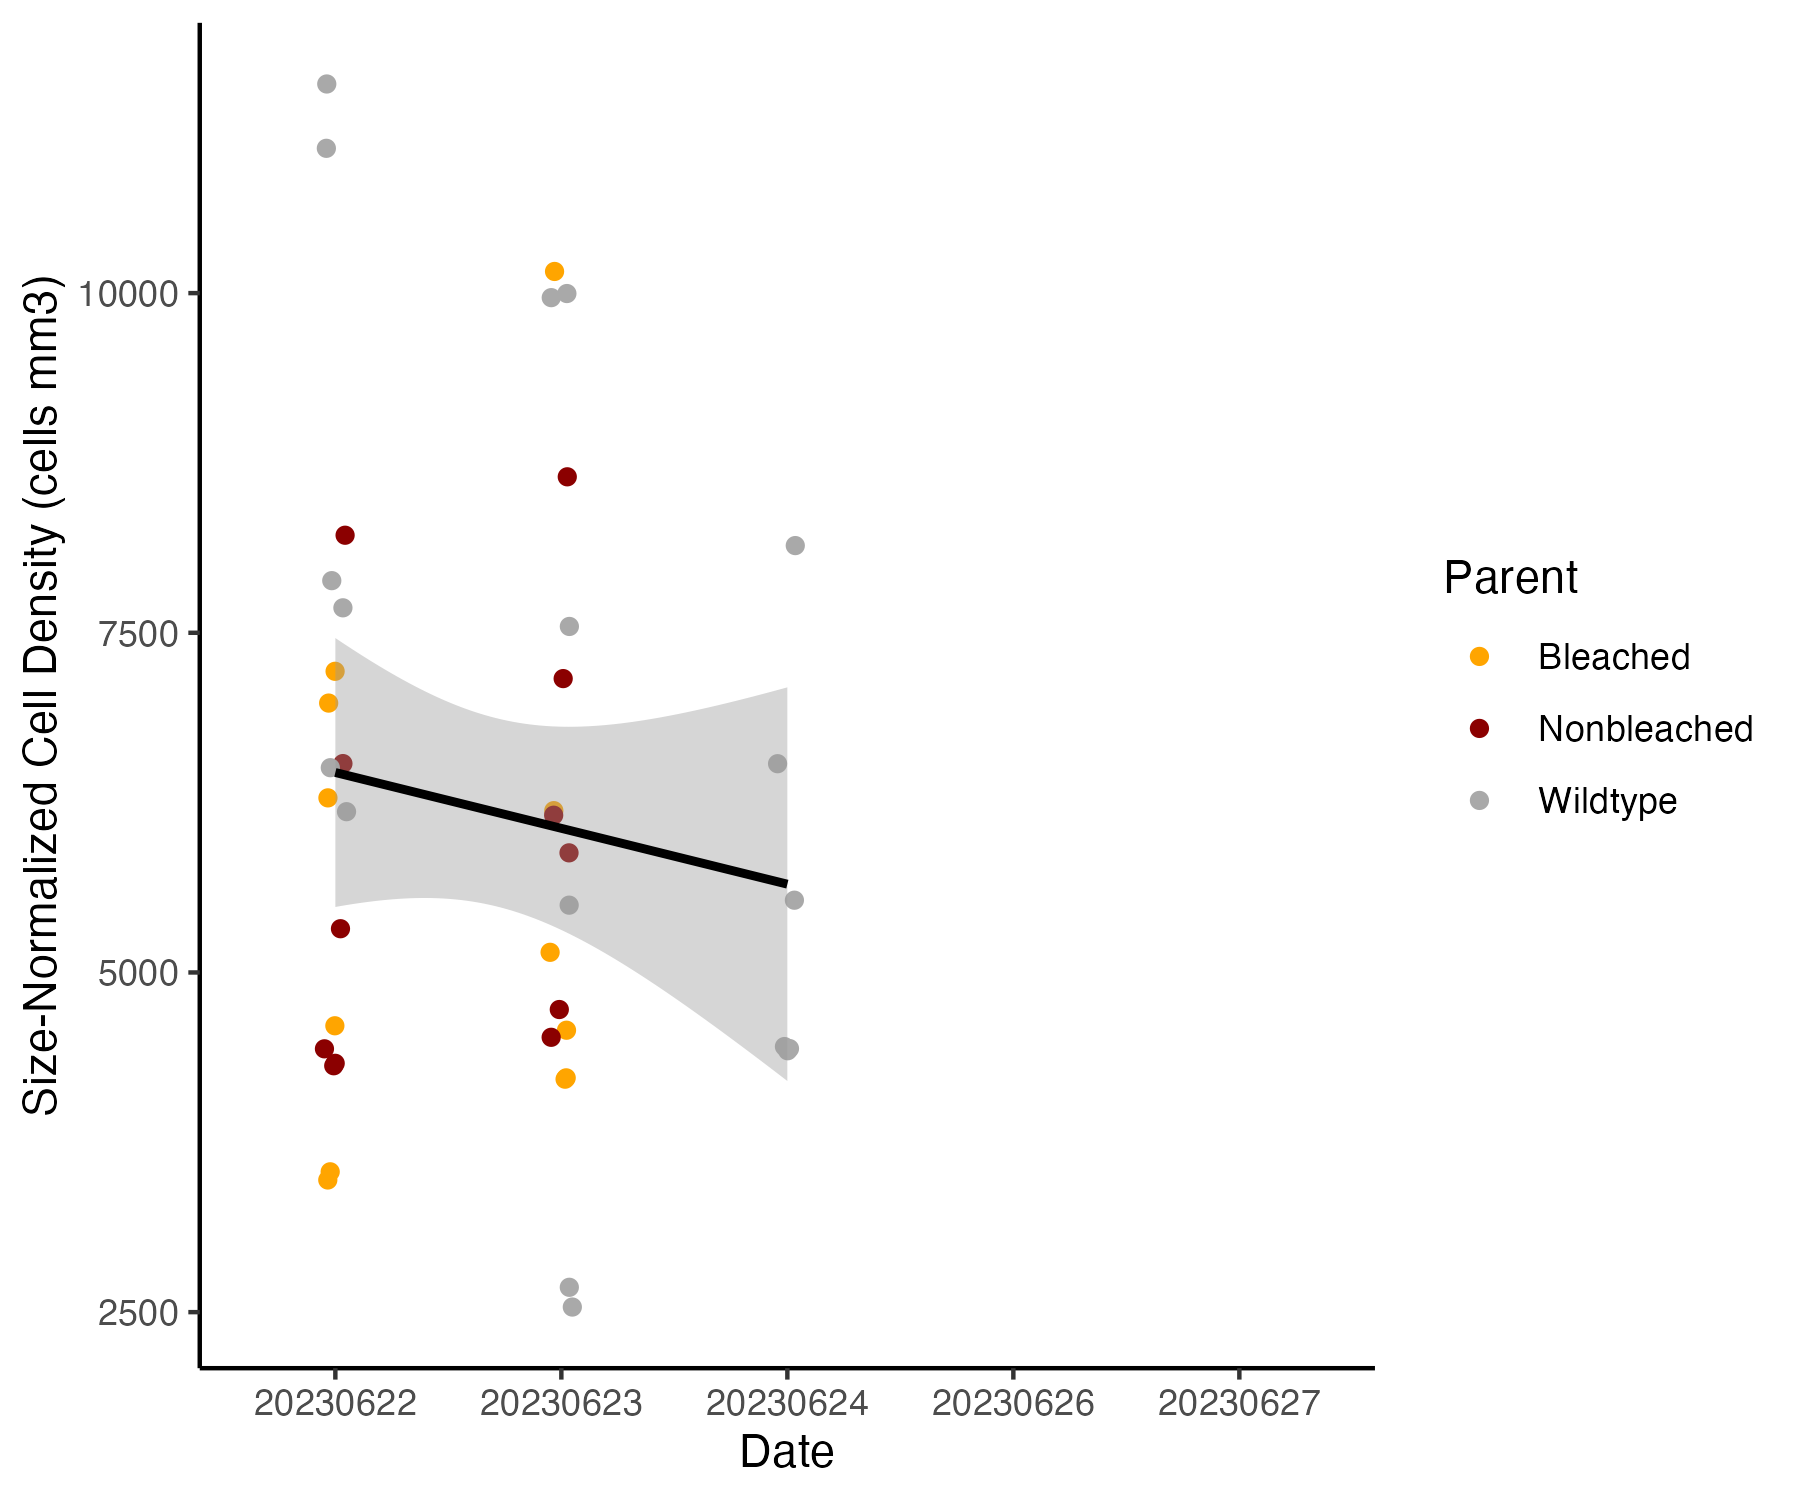 Size-Normalized Cell Density (cells mm3)
10000
7500
5000
2500
20230622 20230623 20230624 20230626 20230627
Date
Parent
Bleached
Nonbleached
Wildtype